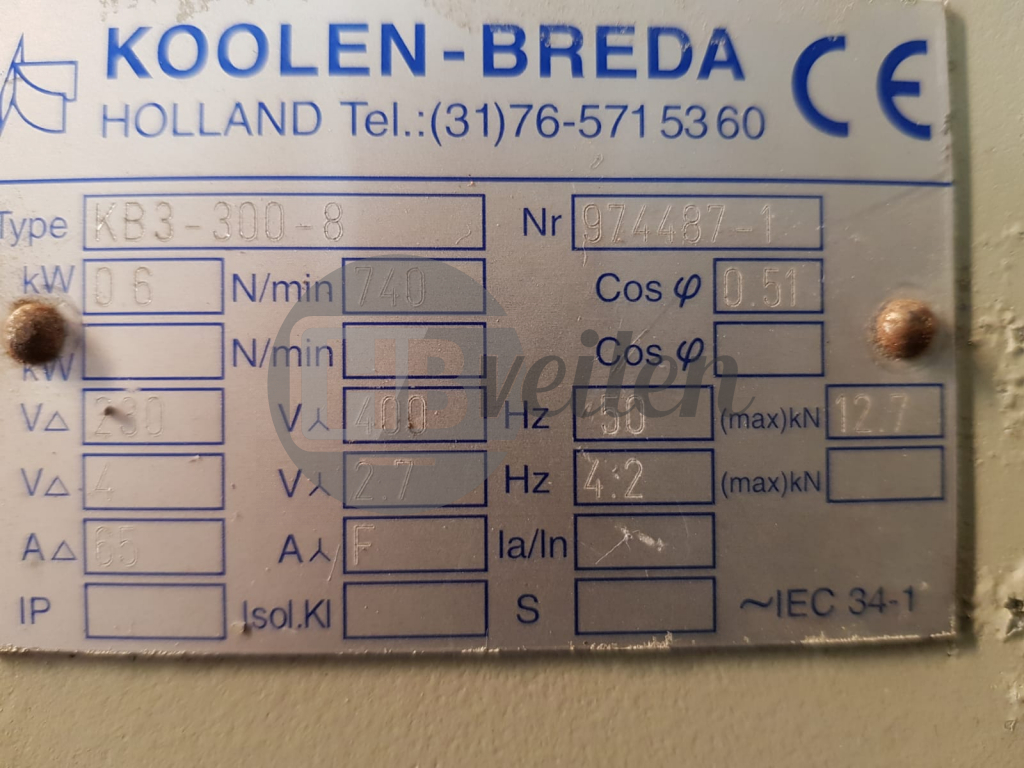 KOOLEN-BREDA CE
HOLLAND Tel.:(31)76-571 53 60
Type KB3-300-8 Nr 974487-1
kW 0.6 N/min 740 Cos φ 0.51
kW N/min Cos φ
V△ 230 V⅄ 400 Hz 50 (max)kN 12.7
V△ 4 V⅄ 2.7 Hz 4.2 (max)kN
A△ 65 A⅄ F Ia/In
IP Isol.Kl S ~IEC 34-1
HB veiten